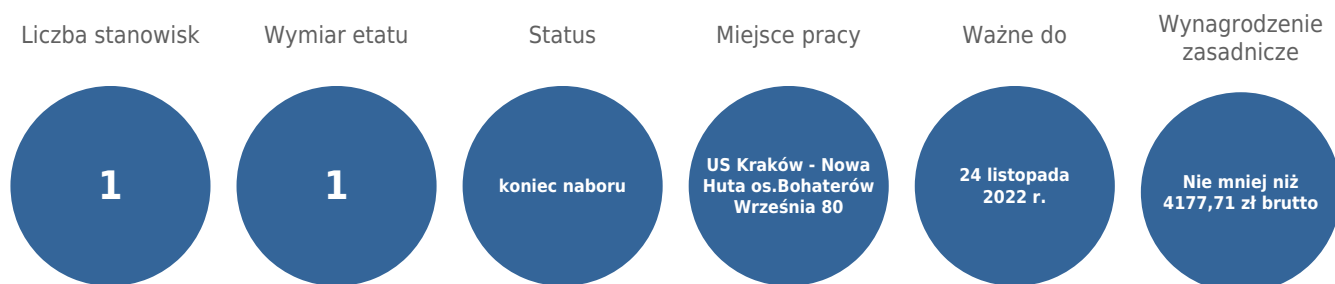 Liczba stanowisk
1
Wymiar etatu
1
Status
koniec naboru
Miejsce pracy
US Kraków - Nowa
Huta os.Bohaterów
Września 80
Ważne do
24 listopada
2022 r.
Wynagrodzenie
zasadnicze
Nie mniej niż
4177,71 zł brutto